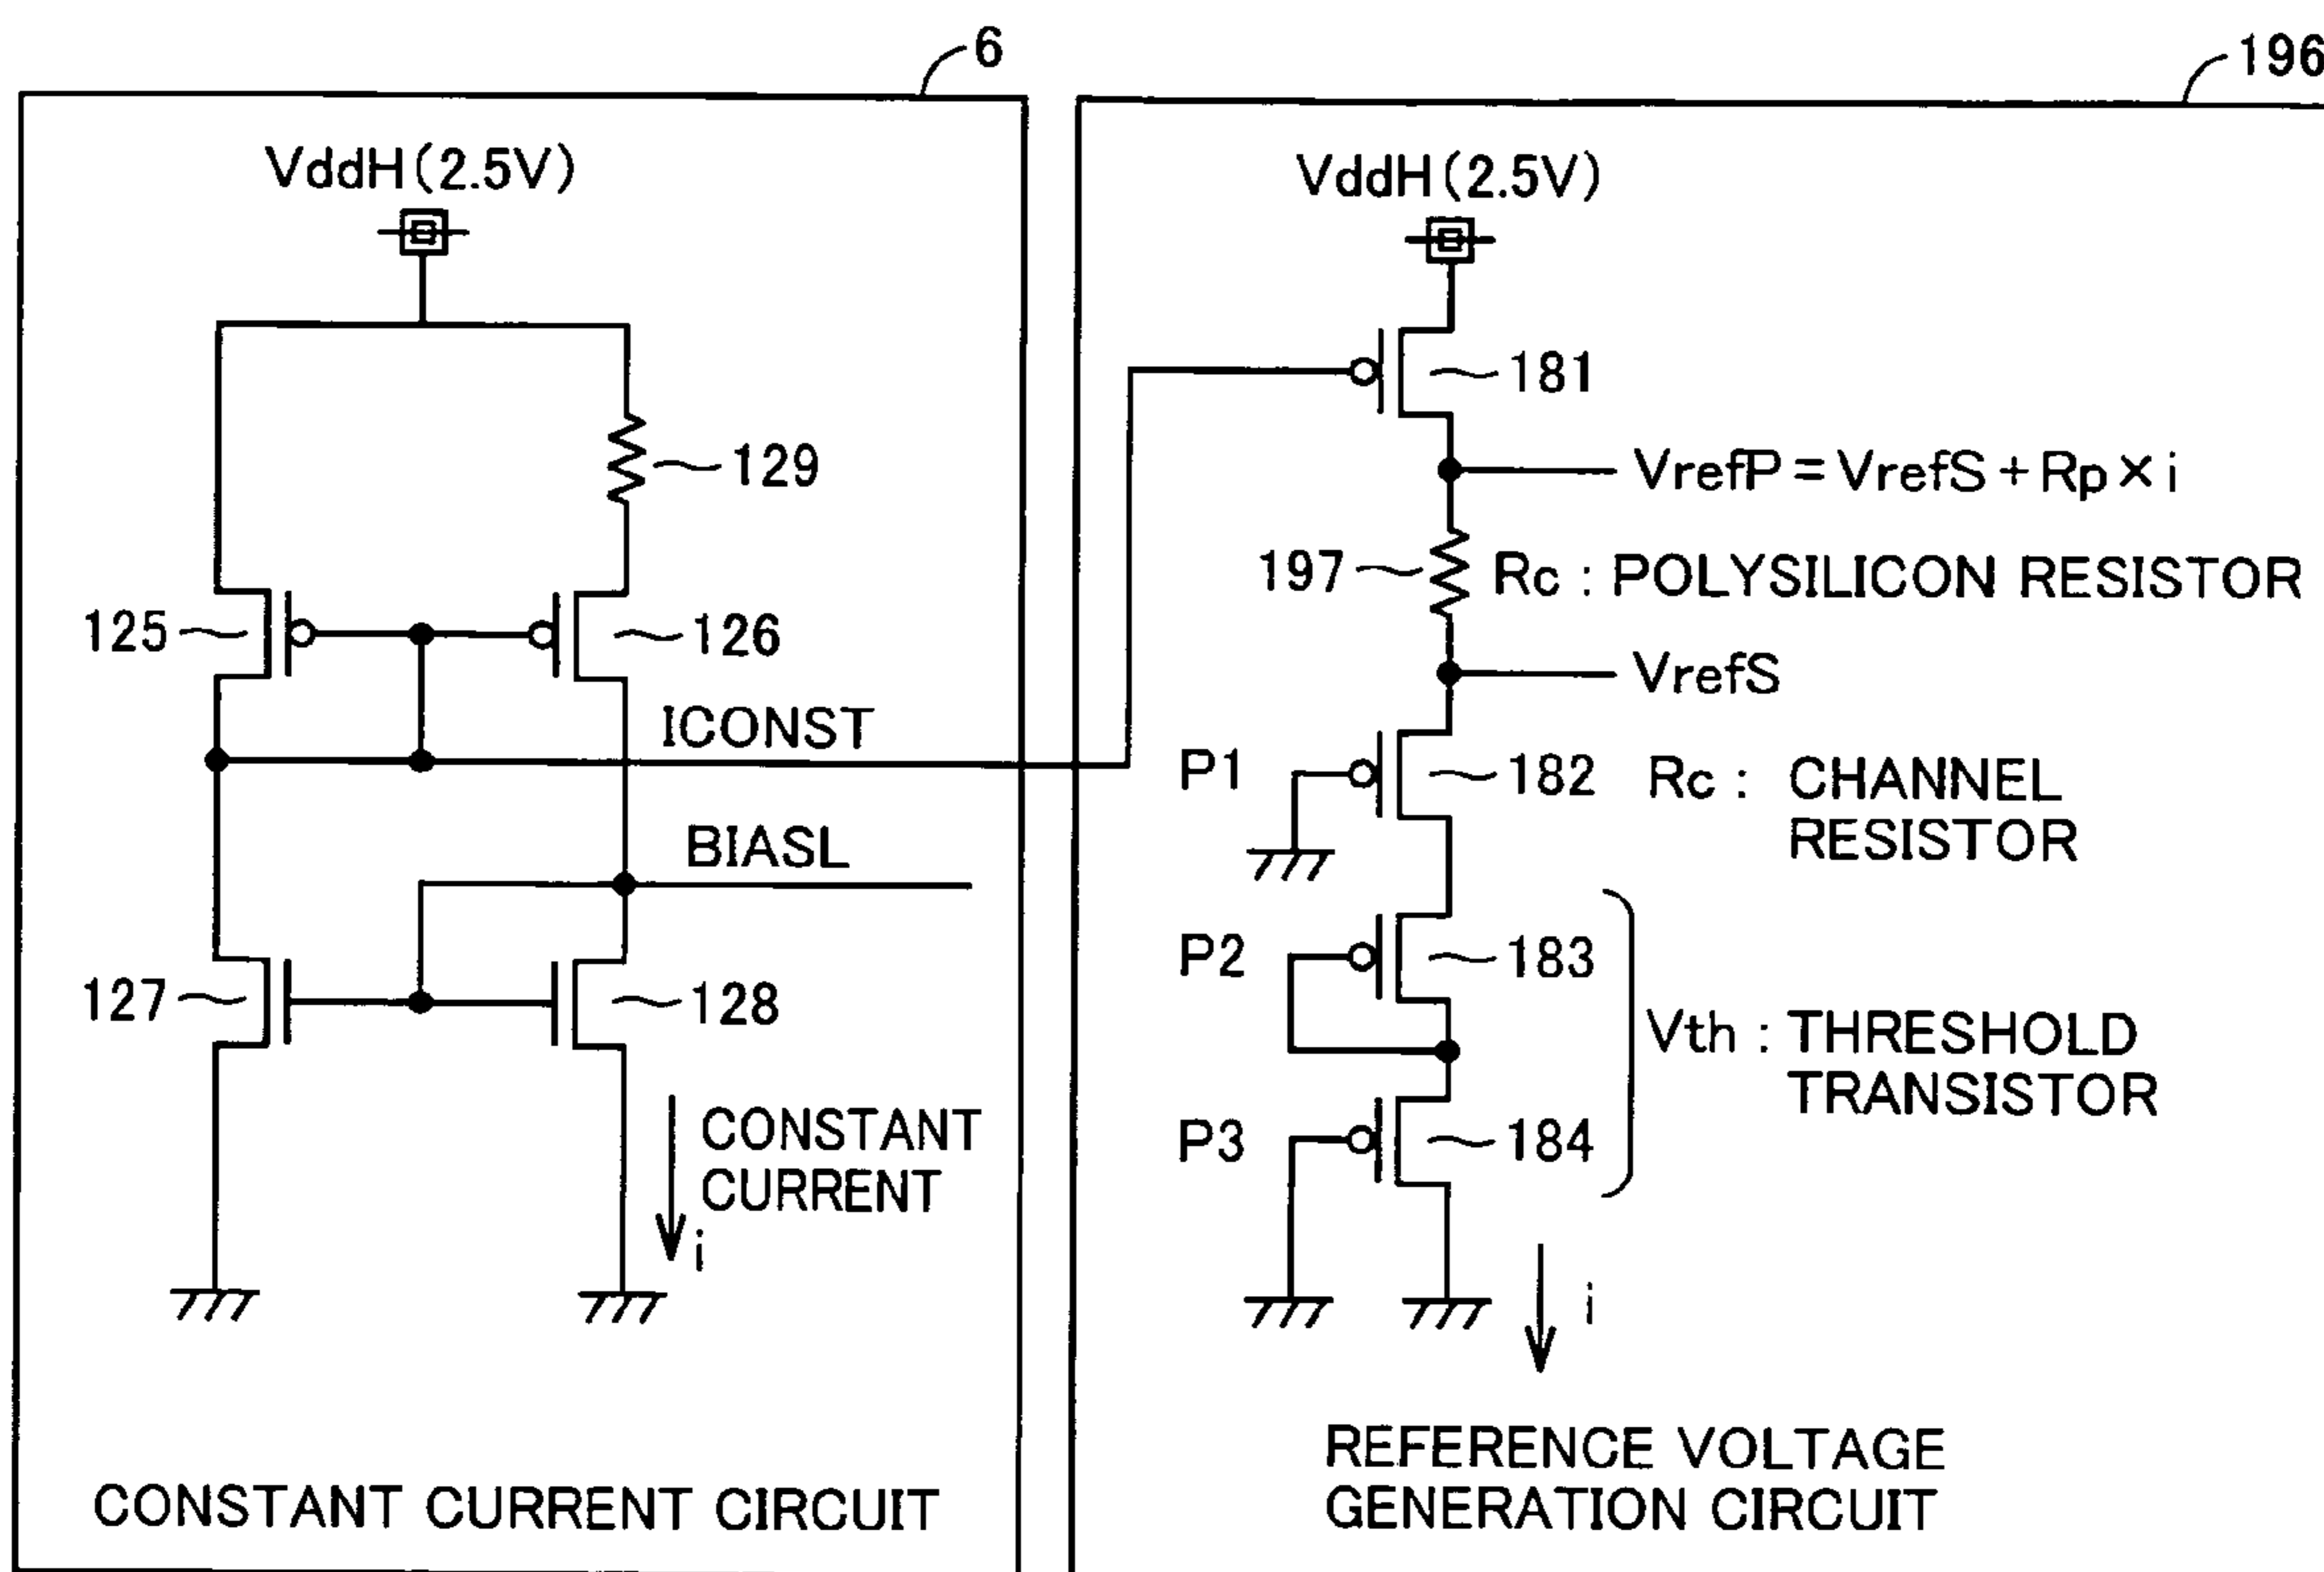 6
196
VddH(2.5V)
129
125
126
ICONST
BIASL
127
128
CONSTANT
CURRENT
i
CONSTANT CURRENT CIRCUIT
VddH(2.5V)
181
VrefP = VrefS + Rp × i
197
Rc : POLYSILICON RESISTOR
VrefS
P1
182
Rc : CHANNEL
RESISTOR
P2
183
Vth : THRESHOLD
TRANSISTOR
P3
184
i
REFERENCE VOLTAGE
GENERATION CIRCUIT